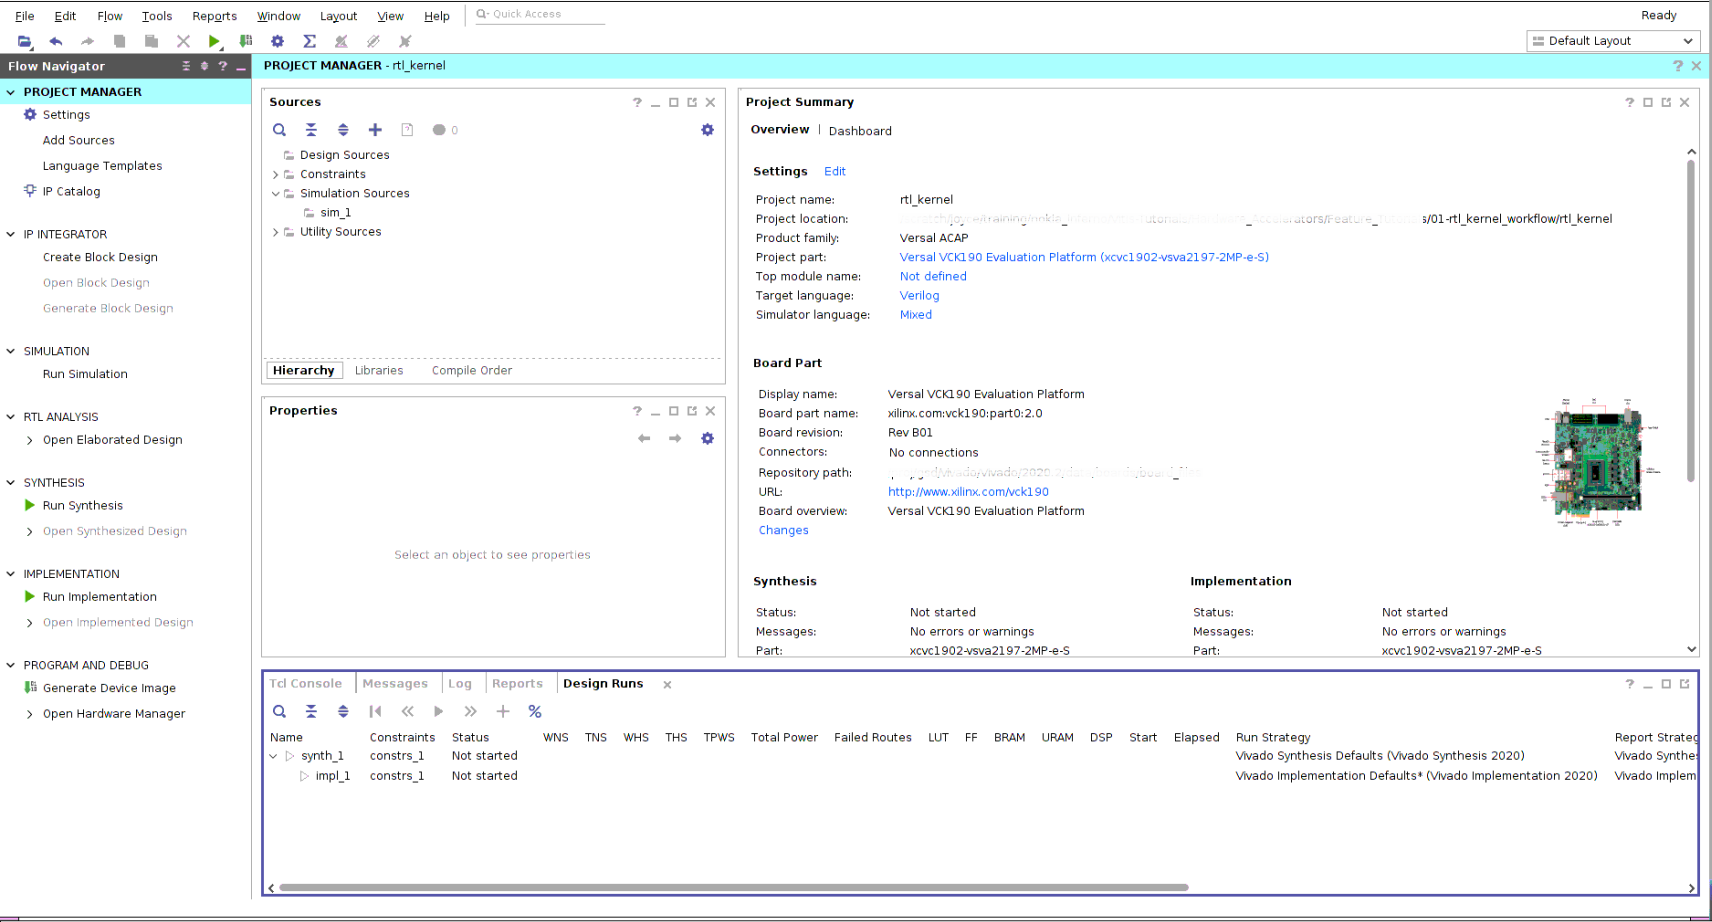 File Edit Flow Tools Reports Window Layout View Help Quick Access Ready
Default Layout
Flow Navigator
PROJECT MANAGER
Settings
Add Sources
Language Templates
IP Catalog
IP INTEGRATOR
Create Block Design
Open Block Design
Generate Block Design
SIMULATION
Run Simulation
RTL ANALYSIS
Open Elaborated Design
SYNTHESIS
Run Synthesis
Open Synthesized Design
IMPLEMENTATION
Run Implementation
Open Implemented Design
PROGRAM AND DEBUG
Generate Device Image
Open Hardware Manager
PROJECT MANAGER - rtl_kernel
Sources
0
Design Sources
Constraints
Simulation Sources
sim_1
Utility Sources
Hierarchy Libraries Compile Order
Properties
Select an object to see properties
Project Summary
Overview | Dashboard
Settings Edit
Project name: rtl_kernel
Project location: /01-rtl_kernel_workflow/rtl_kernel
Product family: Versal ACAP
Project part: Versal VCK190 Evaluation Platform (xcvc1902-vsva2197-2MP-e-S)
Top module name: Not defined
Target language: Verilog
Simulator language: Mixed
Board Part
Display name: Versal VCK190 Evaluation Platform
Board part name: xilinx.com:vck190:part0:2.0
Board revision: Rev B01
Connectors: No connections
Repository path:
URL: http://www.xilinx.com/vck190
Board overview: Versal VCK190 Evaluation Platform
Changes
Synthesis Implementation
Status: Not started Status: Not started
Messages: No errors or warnings Messages: No errors or warnings
Part: xcvc1902-vsva2197-2MP-e-S Part: xcvc1902-vsva2197-2MP-e-S
Tcl Console Messages Log Reports Design Runs
Name Constraints Status WNS TNS WHS THS TPWS Total Power Failed Routes LUT FF BRAM URAM DSP Start Elapsed Run Strategy Report Strateg
synth_1 constrs_1 Not started Vivado Synthesis Defaults (Vivado Synthesis 2020) Vivado Synthe
impl_1 constrs_1 Not started Vivado Implementation Defaults* (Vivado Implementation 2020) Vivado Implem